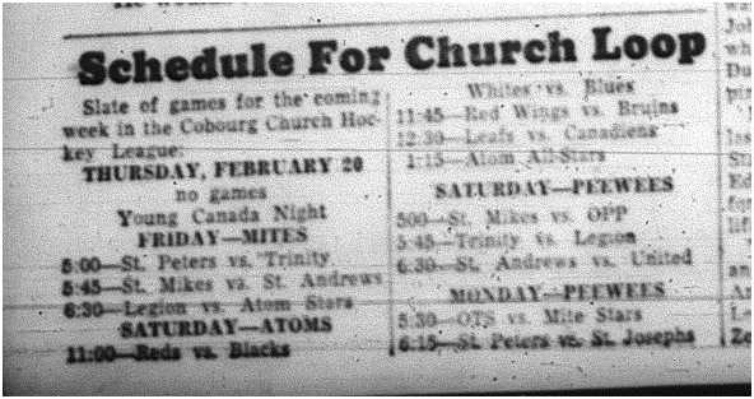 Schedule For Church Loop
Slate of games for the coming
week in the Cobourg Church Hoc-
key League:
THURSDAY, FEBRUARY 20
no games
Young Canada Night
FRIDAY—MITES
5:00—St. Peters vs. Trinity
5:45—St. Mikes vs. St. Andrews
6:30—Legion vs. Atom Stars
SATURDAY—ATOMS
11:00—Reds vs. Blacks
Whites vs. Blues
11:45—Red Wings vs. Bruins
12:30—Leafs vs. Canadiens
1:15—Atom All-Stars
SATURDAY—PEEWEES
500—St. Mikes vs. OPP
5:45—Trinity vs. Legion
6:30—St. Andrews vs. United
MONDAY—PEEWEES
5:30—OTS vs. Mite Stars
6:15—St. Peters vs. St. Josephs